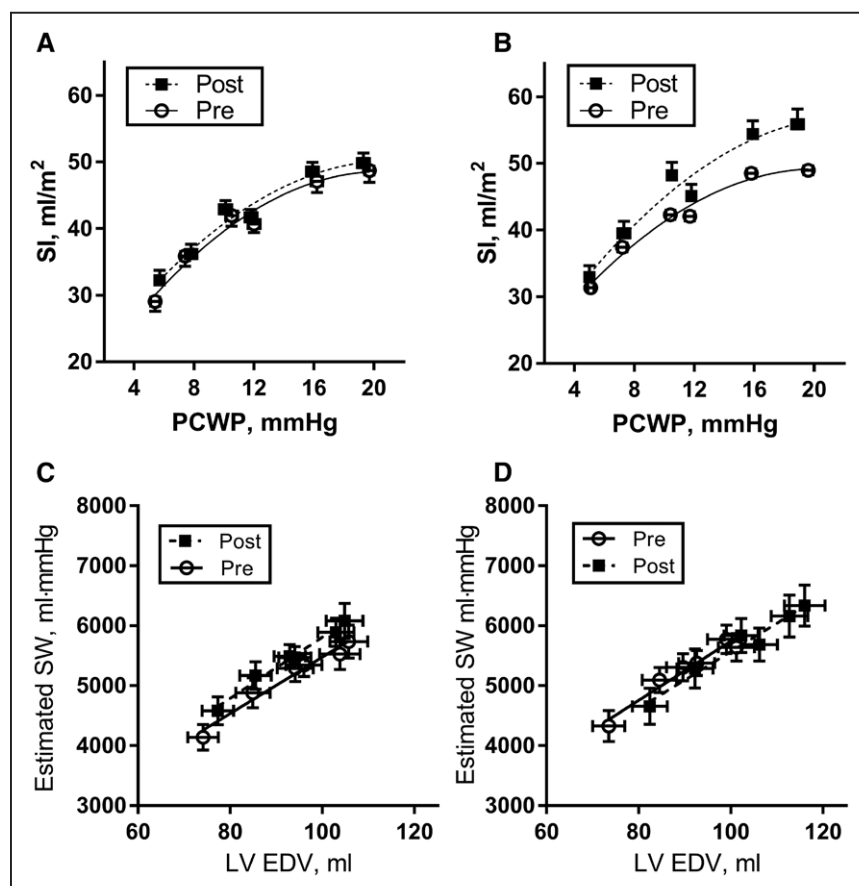 A
Post
Pre
SI, ml/m²
60
50
40
30
20
4 8 12 16 20
PCWP, mmHg
B
Post
Pre
SI, ml/m²
60
50
40
30
20
4 8 12 16 20
PCWP, mmHg
C
Post
Pre
Estimated SW, ml·mmHg
8000
7000
6000
5000
4000
3000
60 80 100 120
LV EDV, ml
D
Pre
Post
Estimated SW ml·mmHg
8000
7000
6000
5000
4000
3000
60 80 100 120
LV EDV, ml